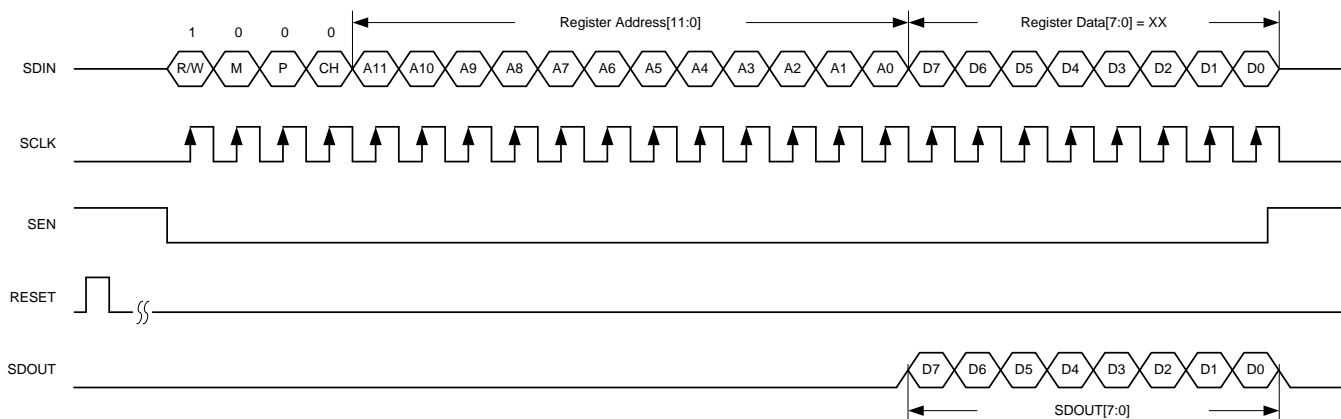 Register Address[11:0] Register Data[7:0] = XX
1 0 0 0
SDIN R/W M P CH A11 A10 A9 A8 A7 A6 A5 A4 A3 A2 A1 A0 D7 D6 D5 D4 D3 D2 D1 D0
SCLK
SEN
RESET
SDOUT D7 D6 D5 D4 D3 D2 D1 D0
SDOUT[7:0]